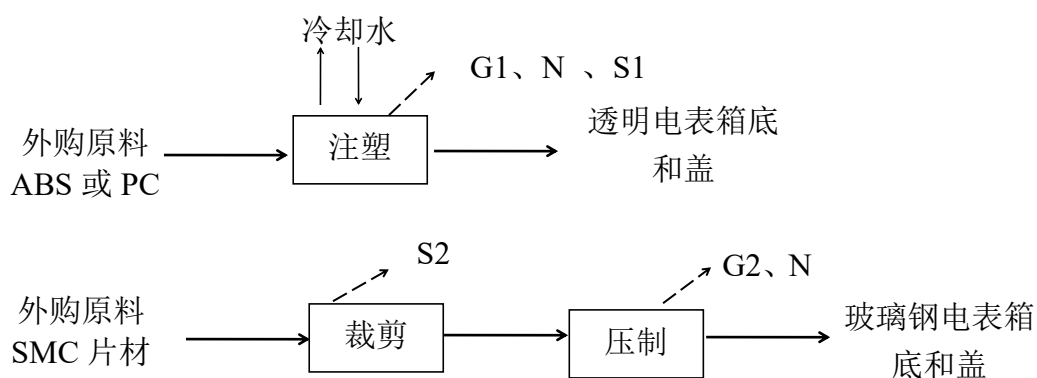 冷却水
G1、N 、S1
外购原料
ABS 或 PC
注塑
透明电表箱底
和盖
S2
G2、N
外购原料
SMC 片材
裁剪
压制
玻璃钢电表箱
底和盖